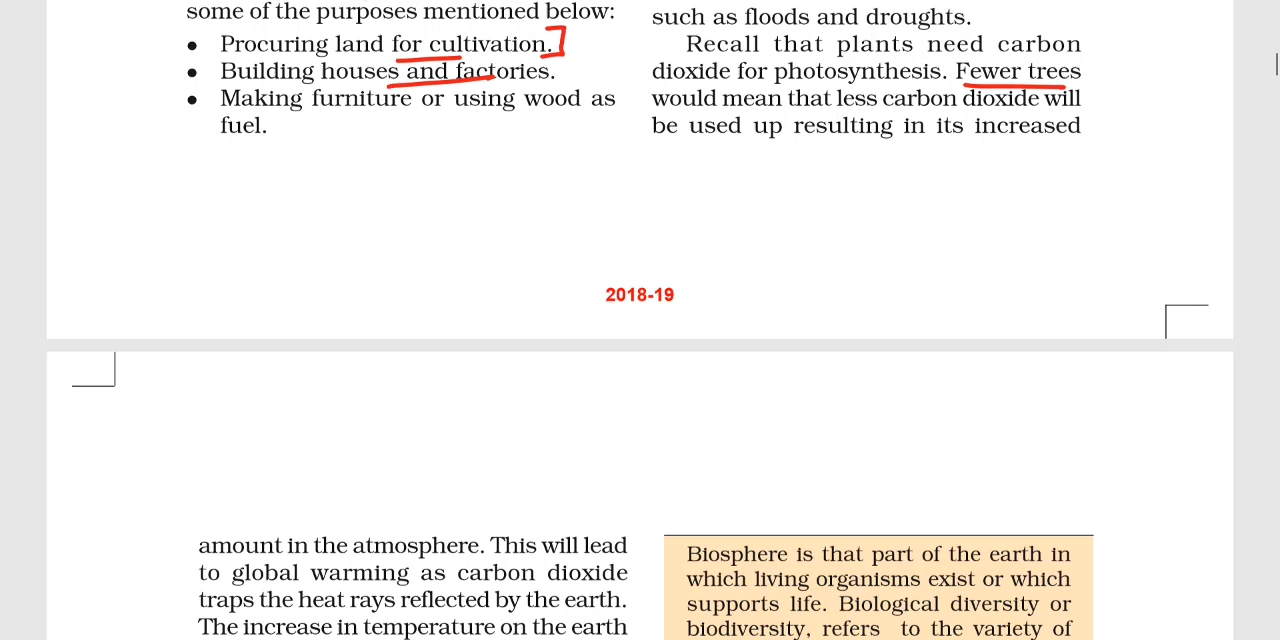 some of the purposes mentioned below:
• Procuring land for cultivation.
• Building houses and factories.
• Making furniture or using wood as
fuel.
such as floods and droughts.
Recall that plants need carbon
dioxide for photosynthesis. Fewer trees
would mean that less carbon dioxide will
be used up resulting in its increased
2018-19
amount in the atmosphere. This will lead
to global warming as carbon dioxide
traps the heat rays reflected by the earth.
The increase in temperature on the earth
Biosphere is that part of the earth in
which living organisms exist or which
supports life. Biological diversity or
biodiversity, refers to the variety of